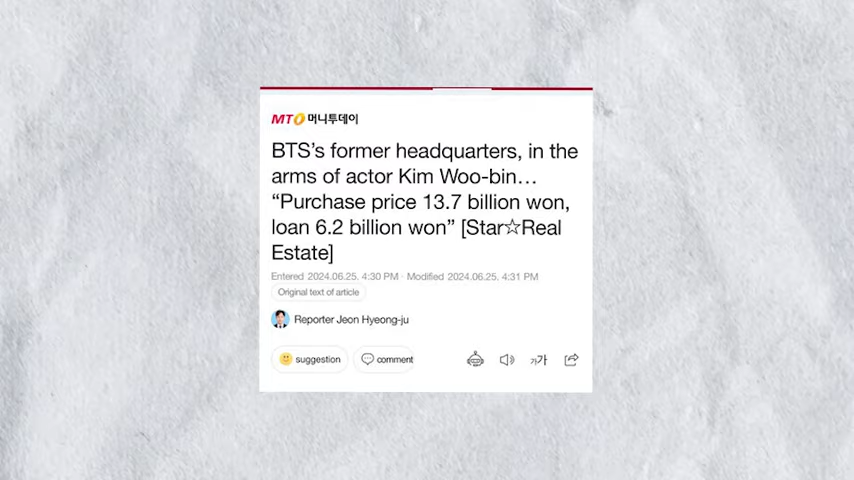 MTO 머니투데이
BTS's former headquarters, in the
arms of actor Kim Woo-bin...
“Purchase price 13.7 billion won,
loan 6.2 billion won” [Star☆Real
Estate]
Entered 2024.06.25. 4:30 PM · Modified 2024.06.25. 4:31 PM
Original text of article
Reporter Jeon Hyeong-ju
suggestion comment 가가